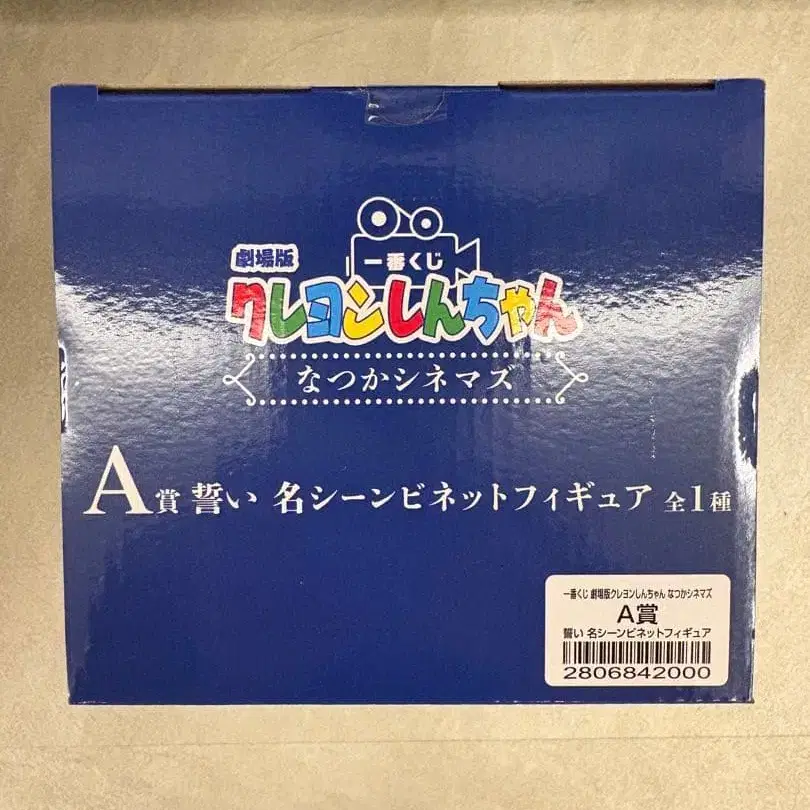 劇場版
一番くじ
クレヨンしんちゃん
なつかシネマズ
A賞 誓い 名シーンビネットフィギュア 全1種
一番くじ 劇場版クレヨンしんちゃん なつかシネマズ
A賞
誓い 名シーンビネットフィギュア
2806842000